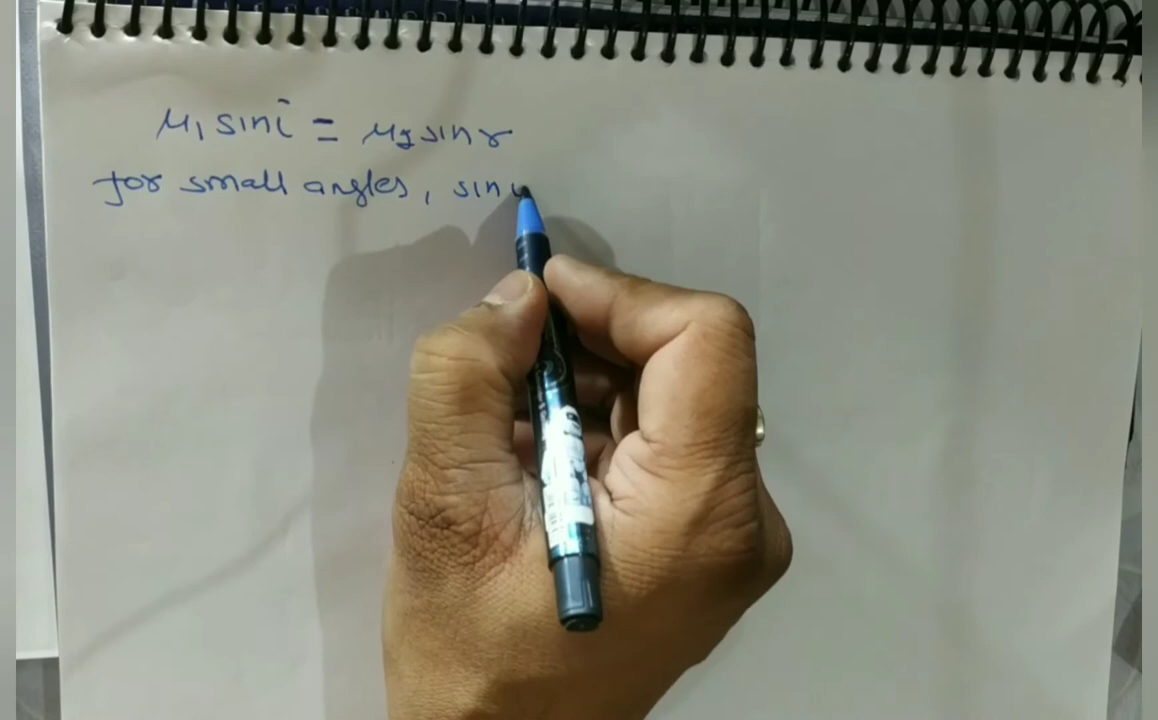 μ₁ sin i = μ₂ sin r
for small angles, sin